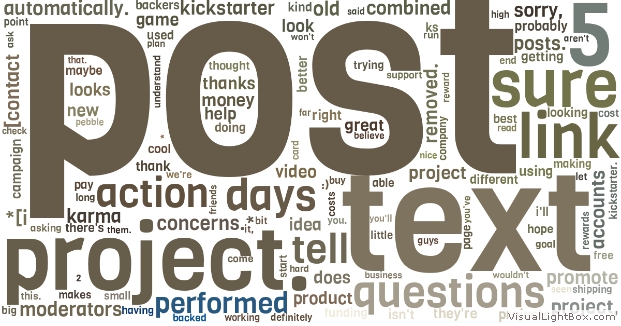 automatically.
backers
kickstarter
kind
old
said
combined
high
sorry,
5
point
game
used
plan
won't
ks
run
probably
aren't
ask
[contact
that.
maybe
understand
thought
better
trying
support
end
posts.
getting
looks
thanks
money
help
doing
reward
sure
new
pebble
far
right
great
believe
removed.
company
best
read
looking
cost
link
check
campaign
*
cool
we're
card
nice
making
thank
video
project
different
using
let
accounts
kickstarter.
post
pay
long
action
friends
days
:)
buy
able
text
*[i
karma
asking
there's
them.
concerns.
*
bit
it,
idea
costs
you.
you'll
little
guys
page
you've
i'll
hope
goal
rewards
free
project.
come
start
tell
hard
2
this.
makes
small
does
business
wouldn't
promote
big
moderators
having
performed
product
questions
seen
shipping
backed
working
definitely
funding
isn't
they're
project,
VisualLightBox.com